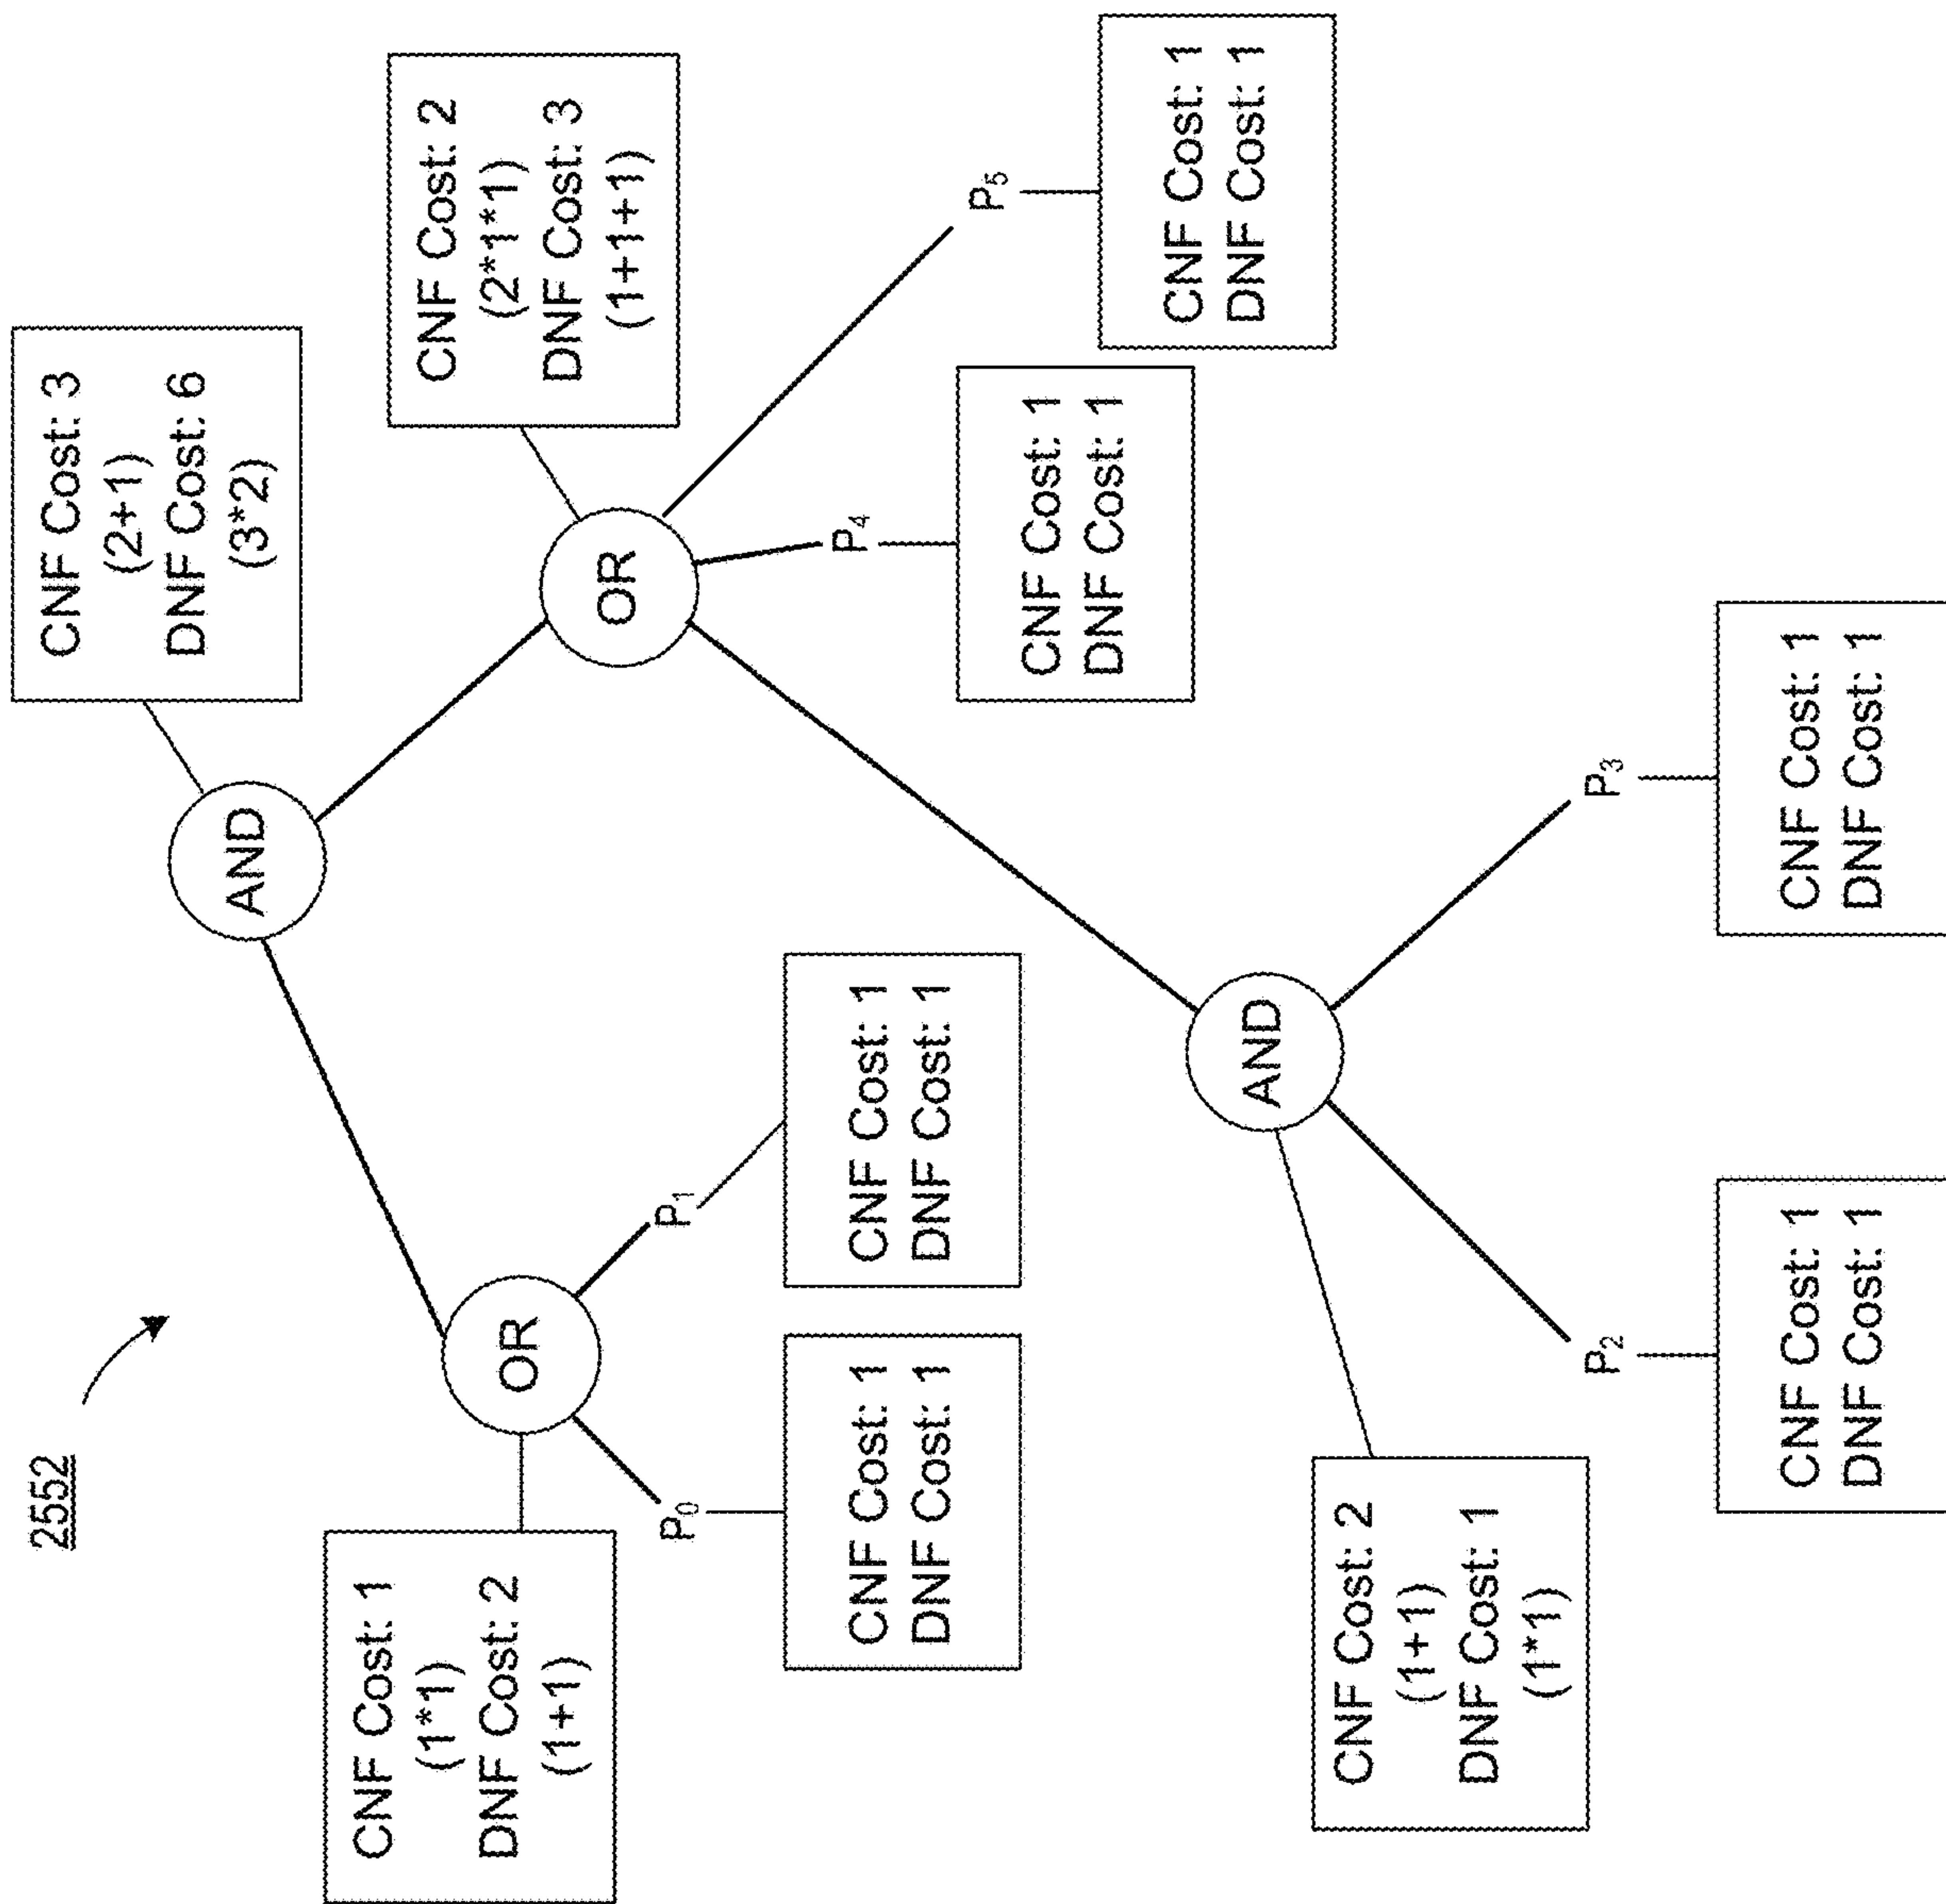 2552
CNF Cost: 3
(2+1)
DNF Cost: 6
(3*2)
AND
CNF Cost: 1
(1*1)
DNF Cost: 2
(1+1)
OR
CNF Cost: 2
(2*1*1)
DNF Cost: 3
(1+1+1)
OR
P0
P1
CNF Cost: 1
DNF Cost: 1
CNF Cost: 1
DNF Cost: 1
P4
P5
CNF Cost: 1
DNF Cost: 1
CNF Cost: 1
DNF Cost: 1
CNF Cost: 2
(1+1)
DNF Cost: 1
(1*1)
AND
P2
P3
CNF Cost: 1
DNF Cost: 1
CNF Cost: 1
DNF Cost: 1